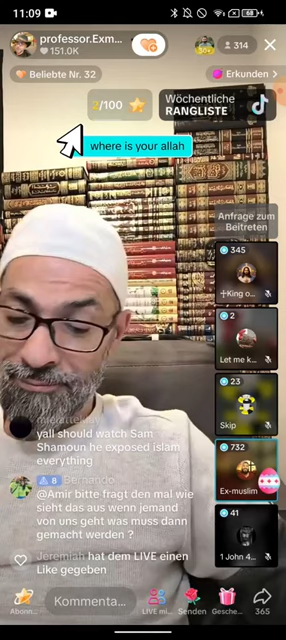 11:09
68
professor.Exm...
151.0K
30+
314
Beliebte Nr. 32
Erkunden
2/100
Wöchentliche
RANGLISTE
where is your allah
Anfrage zum
Beitreten
345
+King o...
2
Let me k...
23
Skip
732
Ex-muslim
41
1 John 4...
yall should watch Sam
Shamoun he exposed islam
everything
8 Bernando
@Amir bitte fragt den mal wie
sieht das aus wenn jemand
von uns geht was muss dann
gemacht werden ?
Jeremiah hat dem LIVE einen
Like gegeben
Abonn...
Kommenta...
LIVE mi...
Senden
Gesche...
365